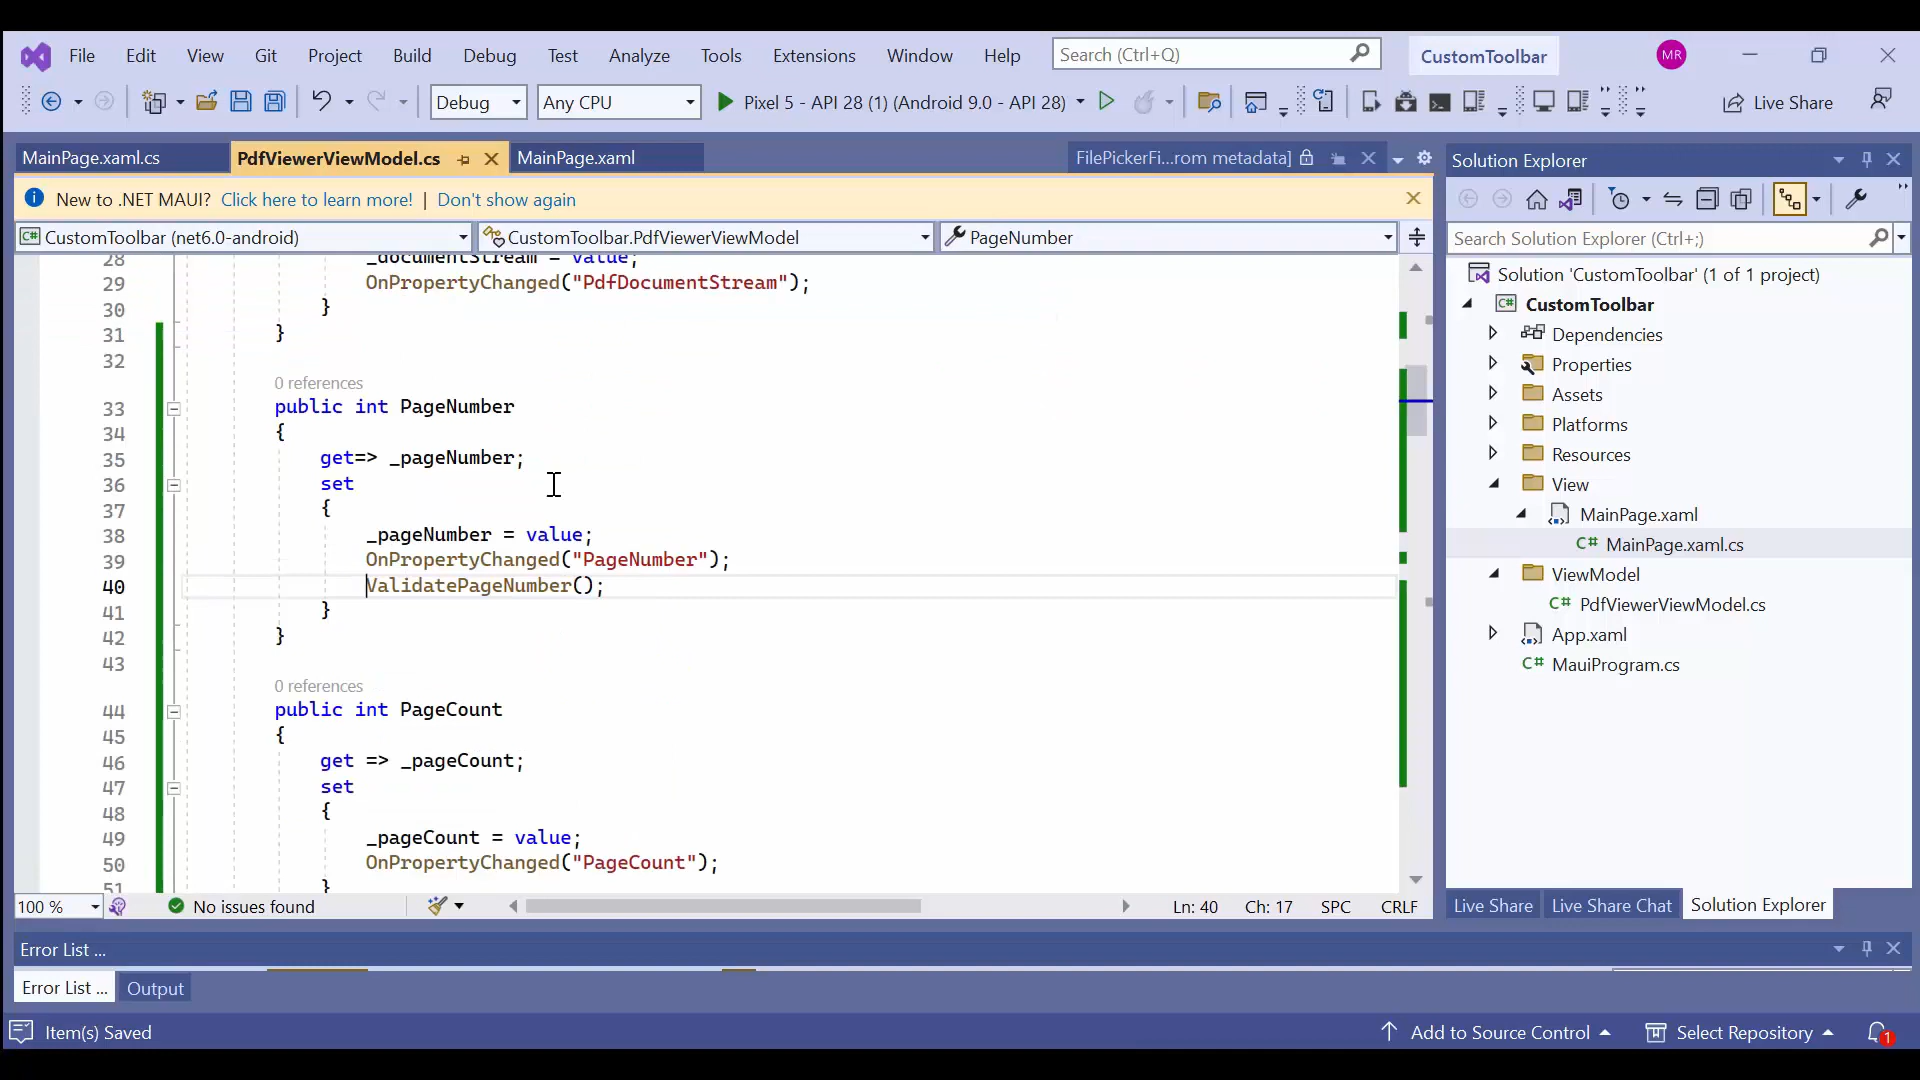 File Edit View Git Project Build Debug Test Analyze Tools Extensions Window Help Search (Ctrl+Q) CustomToolbar MR
Debug Any CPU Pixel 5 - API 28 (1) (Android 9.0 - API 28) Live Share
MainPage.xaml.cs PdfViewerViewModel.cs MainPage.xaml FilePickerFi...rom metadata]
New to .NET MAUI? Click here to learn more! | Don't show again
CustomToolbar (net6.0-android) CustomToolbar.PdfViewerViewModel PageNumber
28 _documentStream = value;
29 OnPropertyChanged("PdfDocumentStream");
30 }
31 }
32
0 references
33 public int PageNumber
34 {
35 get=> _pageNumber;
36 set
37 {
38 _pageNumber = value;
39 OnPropertyChanged("PageNumber");
40 ValidatePageNumber();
41 }
42 }
43
0 references
44 public int PageCount
45 {
46 get => _pageCount;
47 set
48 {
49 _pageCount = value;
50 OnPropertyChanged("PageCount");
51 }
100 % No issues found Ln: 40 Ch: 17 SPC CRLF
Solution Explorer
Search Solution Explorer (Ctrl+;)
Solution 'CustomToolbar' (1 of 1 project)
C# CustomToolbar
Dependencies
Properties
Assets
Platforms
Resources
View
MainPage.xaml
C# MainPage.xaml.cs
ViewModel
C# PdfViewerViewModel.cs
App.xaml
C# MauiProgram.cs
Live Share Live Share Chat Solution Explorer
Error List ...
Error List ... Output
Item(s) Saved Add to Source Control Select Repository 1